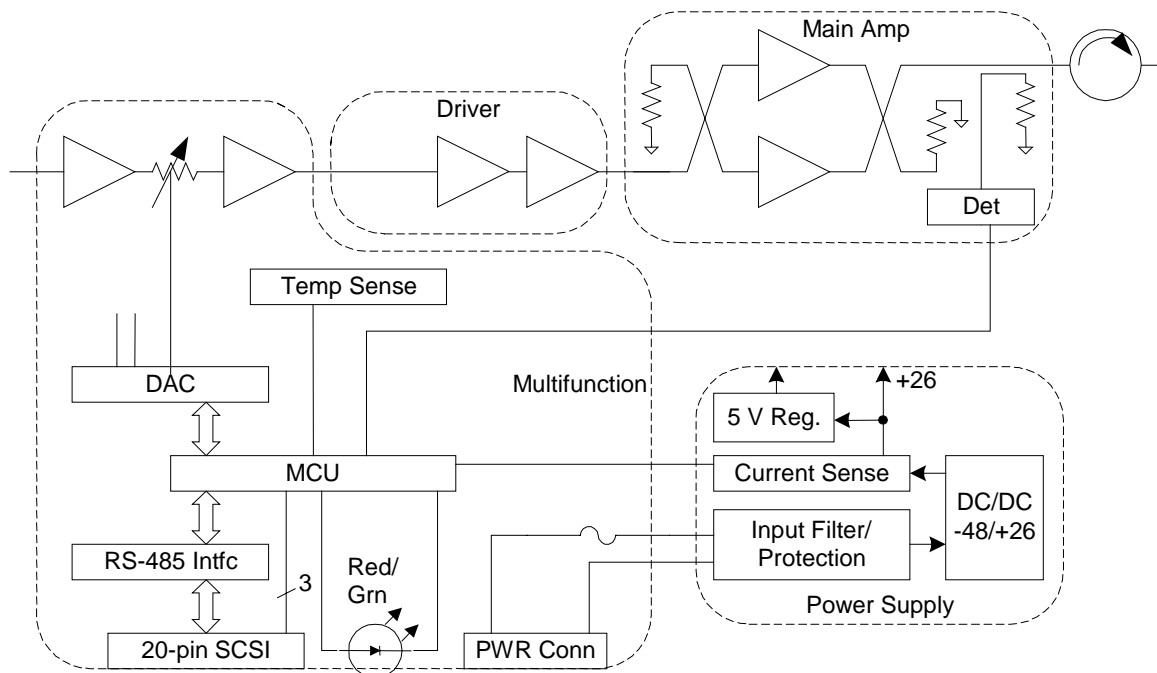 Main Amp
Driver
Det
Temp Sense
DAC
Multifunction
+26
5 V Reg.
MCU
Current Sense
DC/DC
-48/+26
Input Filter/
Protection
RS-485 Intfc
Red/
Grn
3
Power Supply
20-pin SCSI
PWR Conn